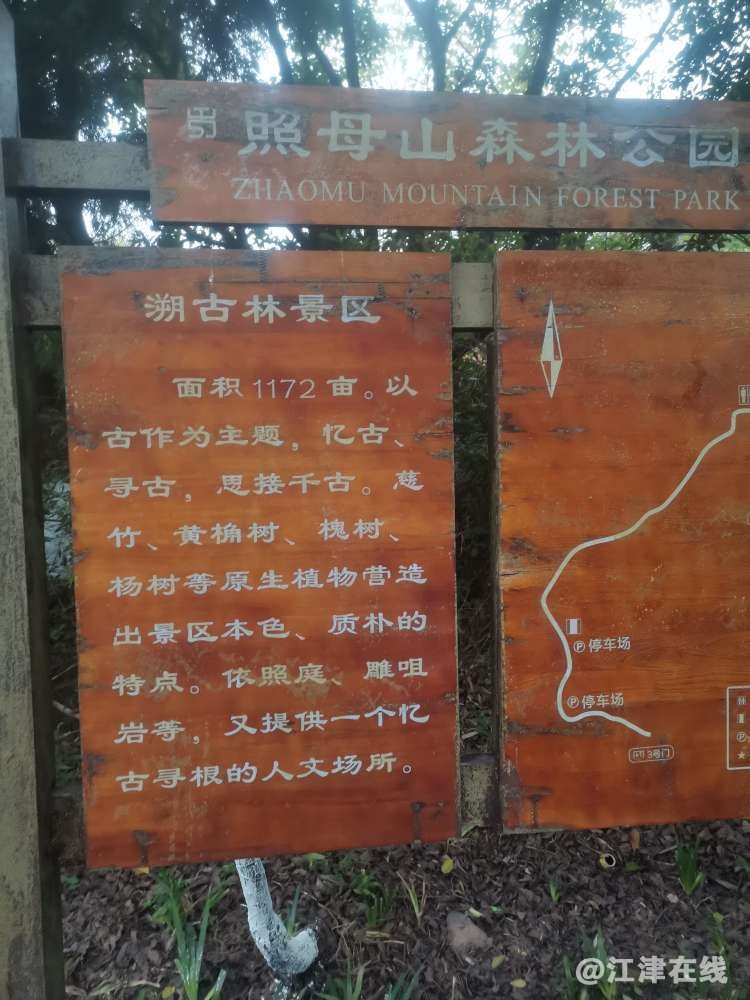 照母山森林公园
ZHAOMU MOUNTAIN FOREST PARK
溯古林景区
面积1172亩。以
古作为主题，忆古、
寻古，思接千古。慈
竹、黄桷树、槐树、
杨树等原生植物营造
出景区本色、质朴的
特点。依照庭、雕咀
岩等，又提供一个忆
古寻根的人文场所。
P 停车场
P 停车场
3号门
P
@江津在线